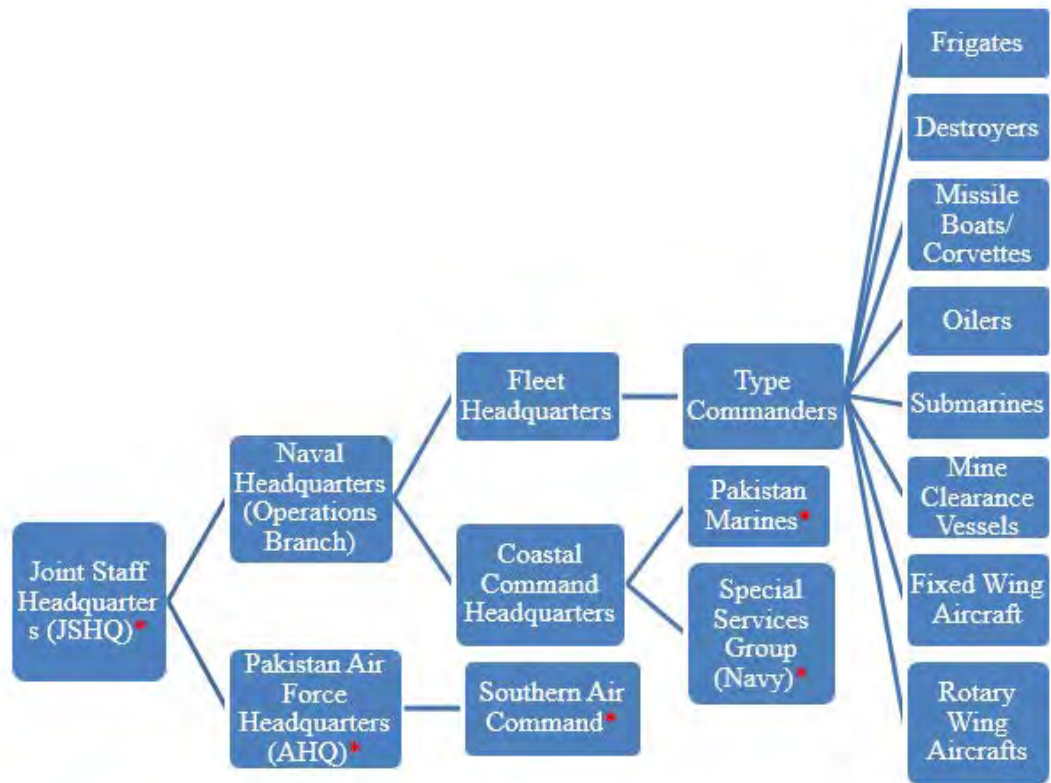 Joint Staff
Headquarter
s (JSHQ)*
Naval
Headquarters
(Operations
Branch)
Pakistan Air
Force
Headquarters
(AHQ)*
Fleet
Headquarters
Coastal
Command
Headquarters
Southern Air
Command*
Type
Commanders
Pakistan
Marines*
Special
Services
Group
(Navy)*
Frigates
Destroyers
Missile
Boats/
Corvettes
Oilers
Submarines
Mine
Clearance
Vessels
Fixed Wing
Aircraft
Rotary
Wing
Aircrafts